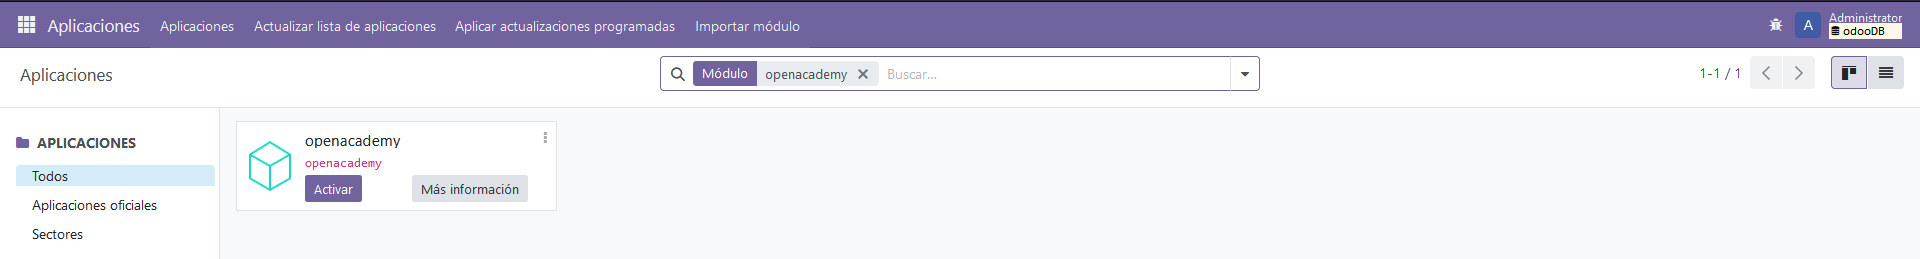 Aplicaciones Aplicaciones Actualizar lista de aplicaciones Aplicar actualizaciones programadas Importar módulo A Administrator
odooDB
Aplicaciones Módulo openacademy Buscar... 1-1 / 1
APLICACIONES
Todos
Aplicaciones oficiales
Sectores
openacademy
openacademy
Activar Más información